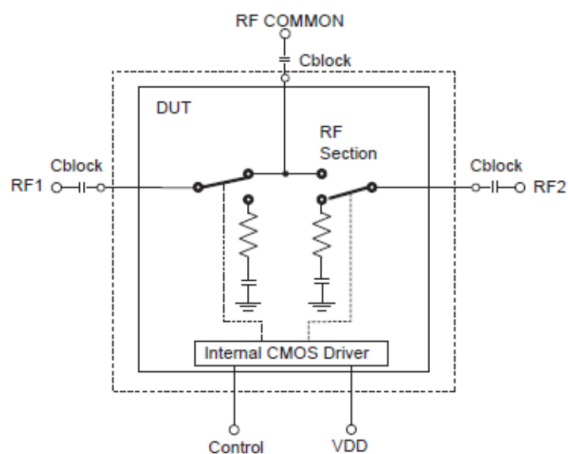 RF COMMON
Cblock
DUT
RF
Section
Cblock
RF1
Cblock
RF2
Internal CMOS Driver
Control
VDD